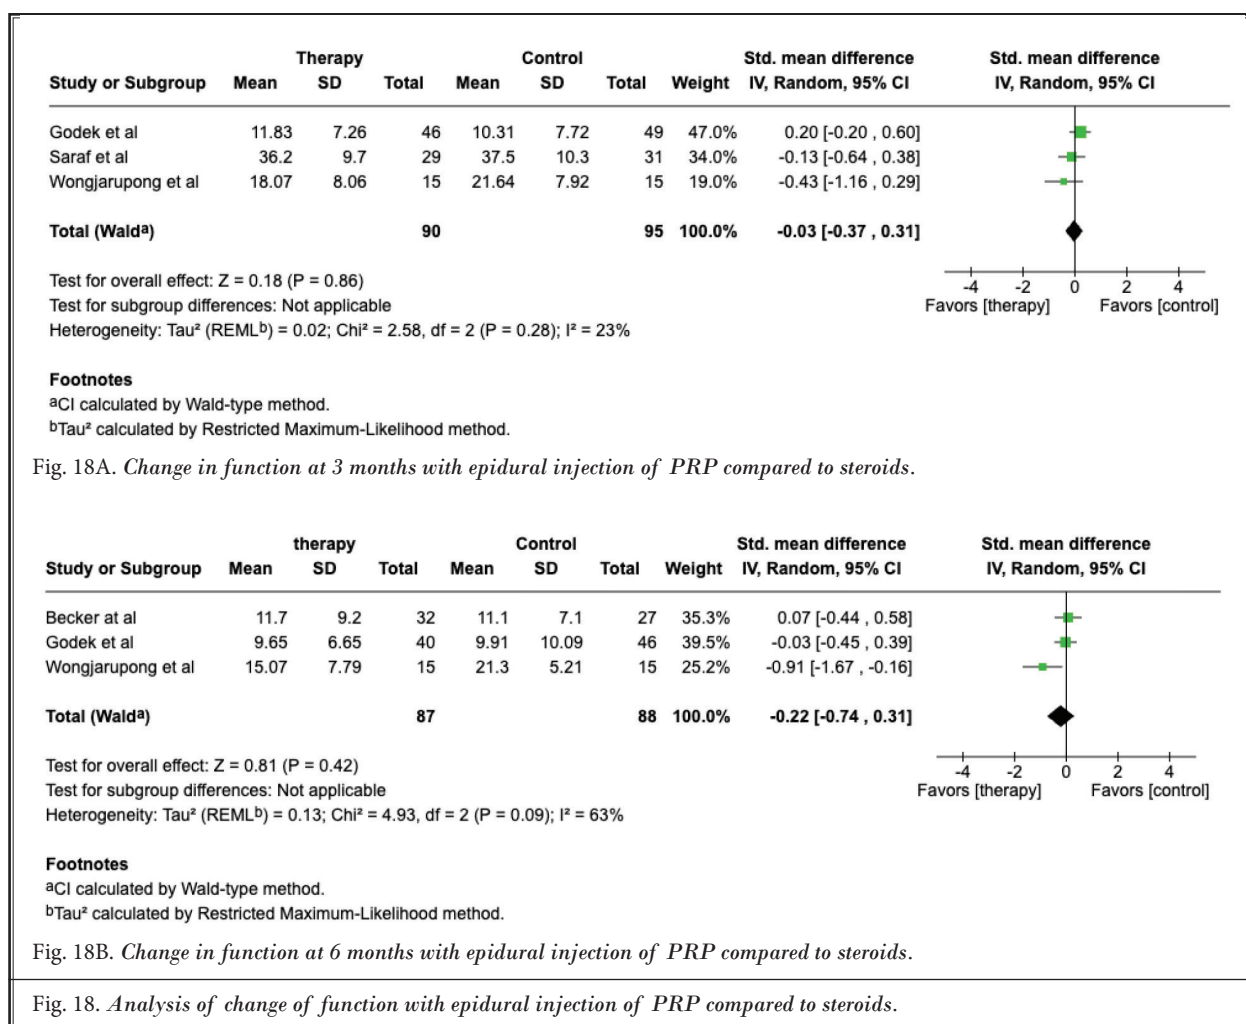 Therapy Control Std. mean difference Std. mean difference
Study or Subgroup Mean SD Total Mean SD Total Weight IV, Random, 95% CI IV, Random, 95% CI
Godek et al 11.83 7.26 46 10.31 7.72 49 47.0% 0.20 [-0.20 , 0.60]
Saraf et al 36.2 9.7 29 37.5 10.3 31 34.0% -0.13 [-0.64 , 0.38]
Wongjarupong et al 18.07 8.06 15 21.64 7.92 15 19.0% -0.43 [-1.16 , 0.29]
Total (Waldᵃ) 90 95 100.0% -0.03 [-0.37 , 0.31]
Test for overall effect: Z = 0.18 (P = 0.86)
Test for subgroup differences: Not applicable
Heterogeneity: Tau² (REMLᵇ) = 0.02; Chi² = 2.58, df = 2 (P = 0.28); I² = 23%
-4 -2 0 2 4
Favors [therapy] Favors [control]
Footnotes
ᵃCI calculated by Wald-type method.
ᵇTau² calculated by Restricted Maximum-Likelihood method.
Fig. 18A. Change in function at 3 months with epidural injection of PRP compared to steroids.
therapy Control Std. mean difference Std. mean difference
Study or Subgroup Mean SD Total Mean SD Total Weight IV, Random, 95% CI IV, Random, 95% CI
Becker at al 11.7 9.2 32 11.1 7.1 27 35.3% 0.07 [-0.44 , 0.58]
Godek et al 9.65 6.65 40 9.91 10.09 46 39.5% -0.03 [-0.45 , 0.39]
Wongjarupong et al 15.07 7.79 15 21.3 5.21 15 25.2% -0.91 [-1.67 , -0.16]
Total (Waldᵃ) 87 88 100.0% -0.22 [-0.74 , 0.31]
Test for overall effect: Z = 0.81 (P = 0.42)
Test for subgroup differences: Not applicable
Heterogeneity: Tau² (REMLᵇ) = 0.13; Chi² = 4.93, df = 2 (P = 0.09); I² = 63%
-4 -2 0 2 4
Favors [therapy] Favors [control]
Footnotes
ᵃCI calculated by Wald-type method.
ᵇTau² calculated by Restricted Maximum-Likelihood method.
Fig. 18B. Change in function at 6 months with epidural injection of PRP compared to steroids.
Fig. 18. Analysis of change of function with epidural injection of PRP compared to steroids.